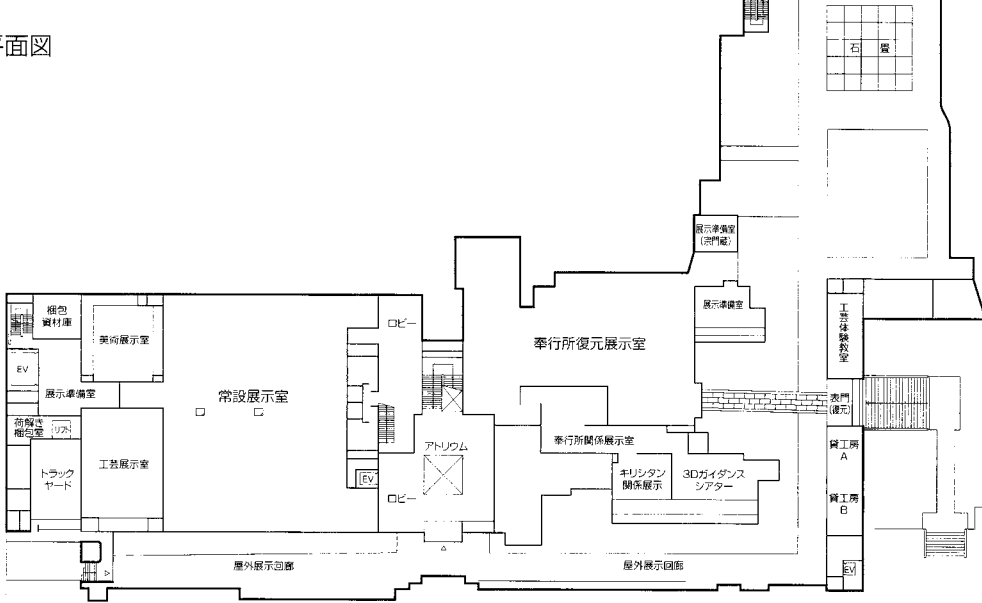 平面図
石畳
展示準備室
(宗門蔵)
展示準備室
梱包
資材庫
美術展示室
ロビー
奉行所復元展示室
工芸体験教室
EV
展示準備室
常設展示室
表門
(復元)
荷解き
梱包室
リフト
奉行所関係展示室
アトリウム
貸工房
A
トラック
ヤード
工芸展示室
EV
ロビー
キリシタン
関係展示
3Dガイダンス
シアター
貸工房
B
屋外展示回廊
屋外展示回廊
EV